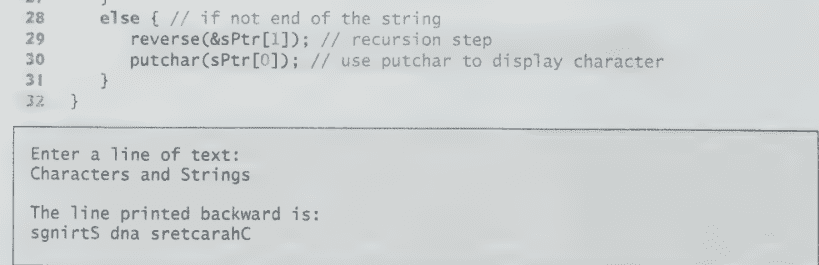 28 else { // if not end of the string
29 reverse(&sPtr[1]); // recursion step
30 putchar(sPtr[0]); // use putchar to display character
31 }
32 }
Enter a line of text:
Characters and Strings
The line printed backward is:
sgnirtS dna sretcarahC